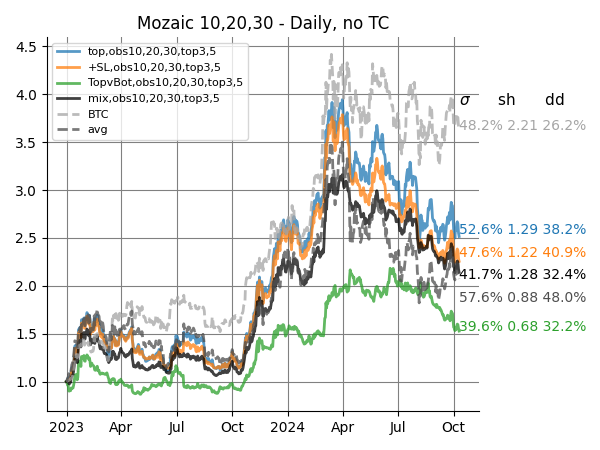 Mozaic 10,20,30 - Daily, no TC
4.5
4.0
3.5
3.0
2.5
2.0
1.5
1.0
top,obs10,20,30,top3,5
+SL,obs10,20,30,top3,5
TopvBot,obs10,20,30,top3,5
mix,obs10,20,30,top3,5
BTC
avg
σ sh dd
48.2% 2.21 26.2%
52.6% 1.29 38.2%
47.6% 1.22 40.9%
41.7% 1.28 32.4%
57.6% 0.88 48.0%
39.6% 0.68 32.2%
2023 Apr Jul Oct 2024 Apr Jul Oct